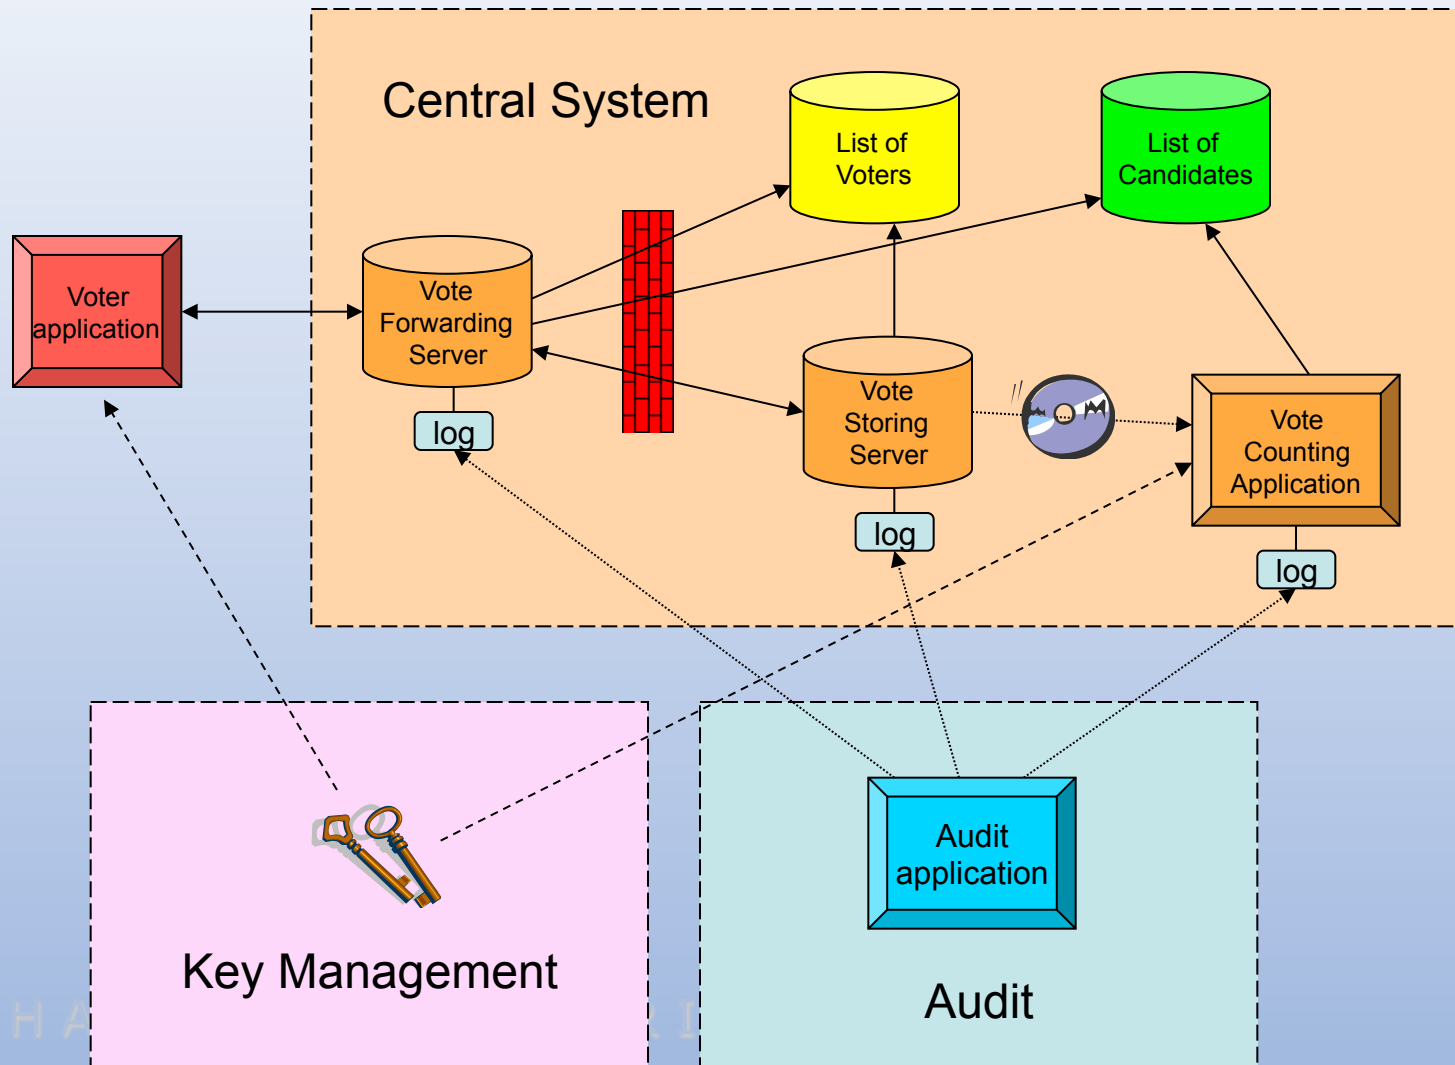 Central System
List of
Voters
List of
Candidates
Voter
application
Vote
Forwarding
Server
log
Vote
Storing
Server
log
Vote
Counting
Application
log
Key Management
Audit
application
Audit